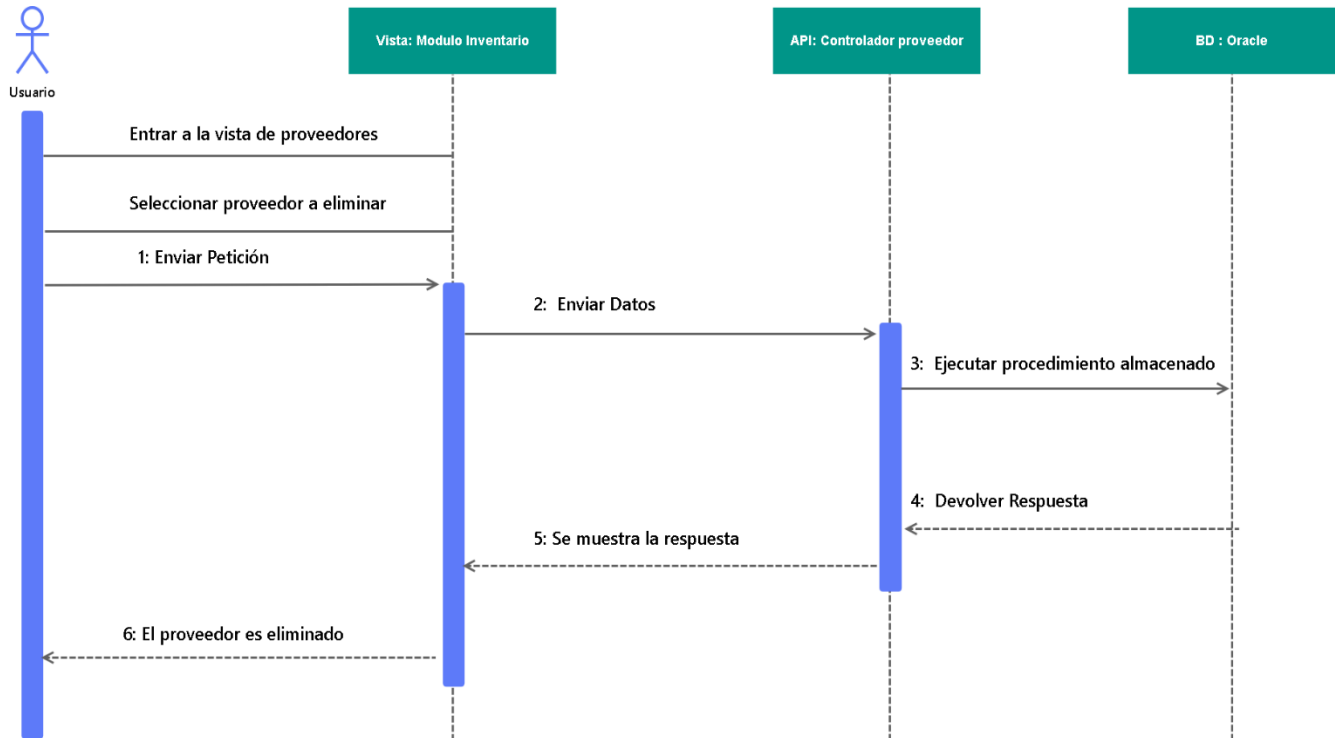 Vista: Modulo Inventario
API: Controlador proveedor
BD : Oracle
Usuario
Entrar a la vista de proveedores
Seleccionar proveedor a eliminar
1: Enviar Petición
2: Enviar Datos
3: Ejecutar procedimiento almacenado
4: Devolver Respuesta
5: Se muestra la respuesta
6: El proveedor es eliminado